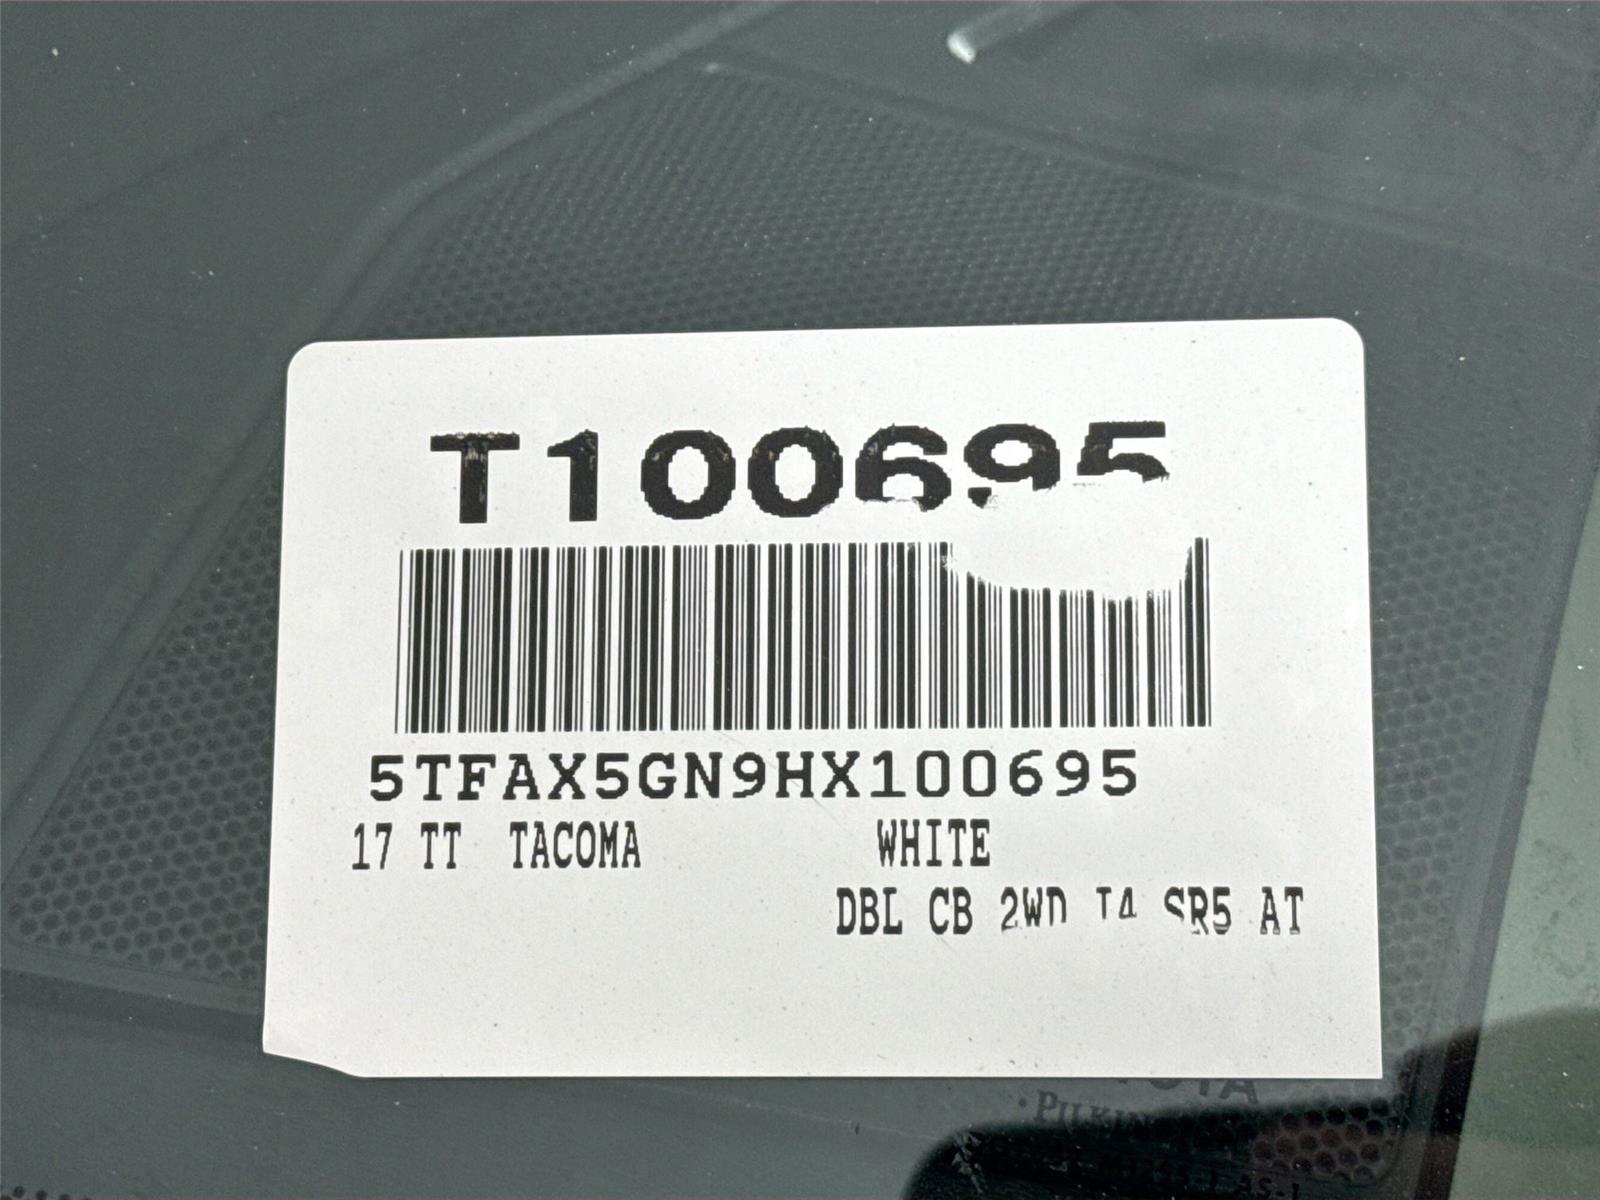 T100695
5TFAX5GN9HX100695
17 TT TACOMA WHITE
DBL CB 2WD I4 SR5 AT